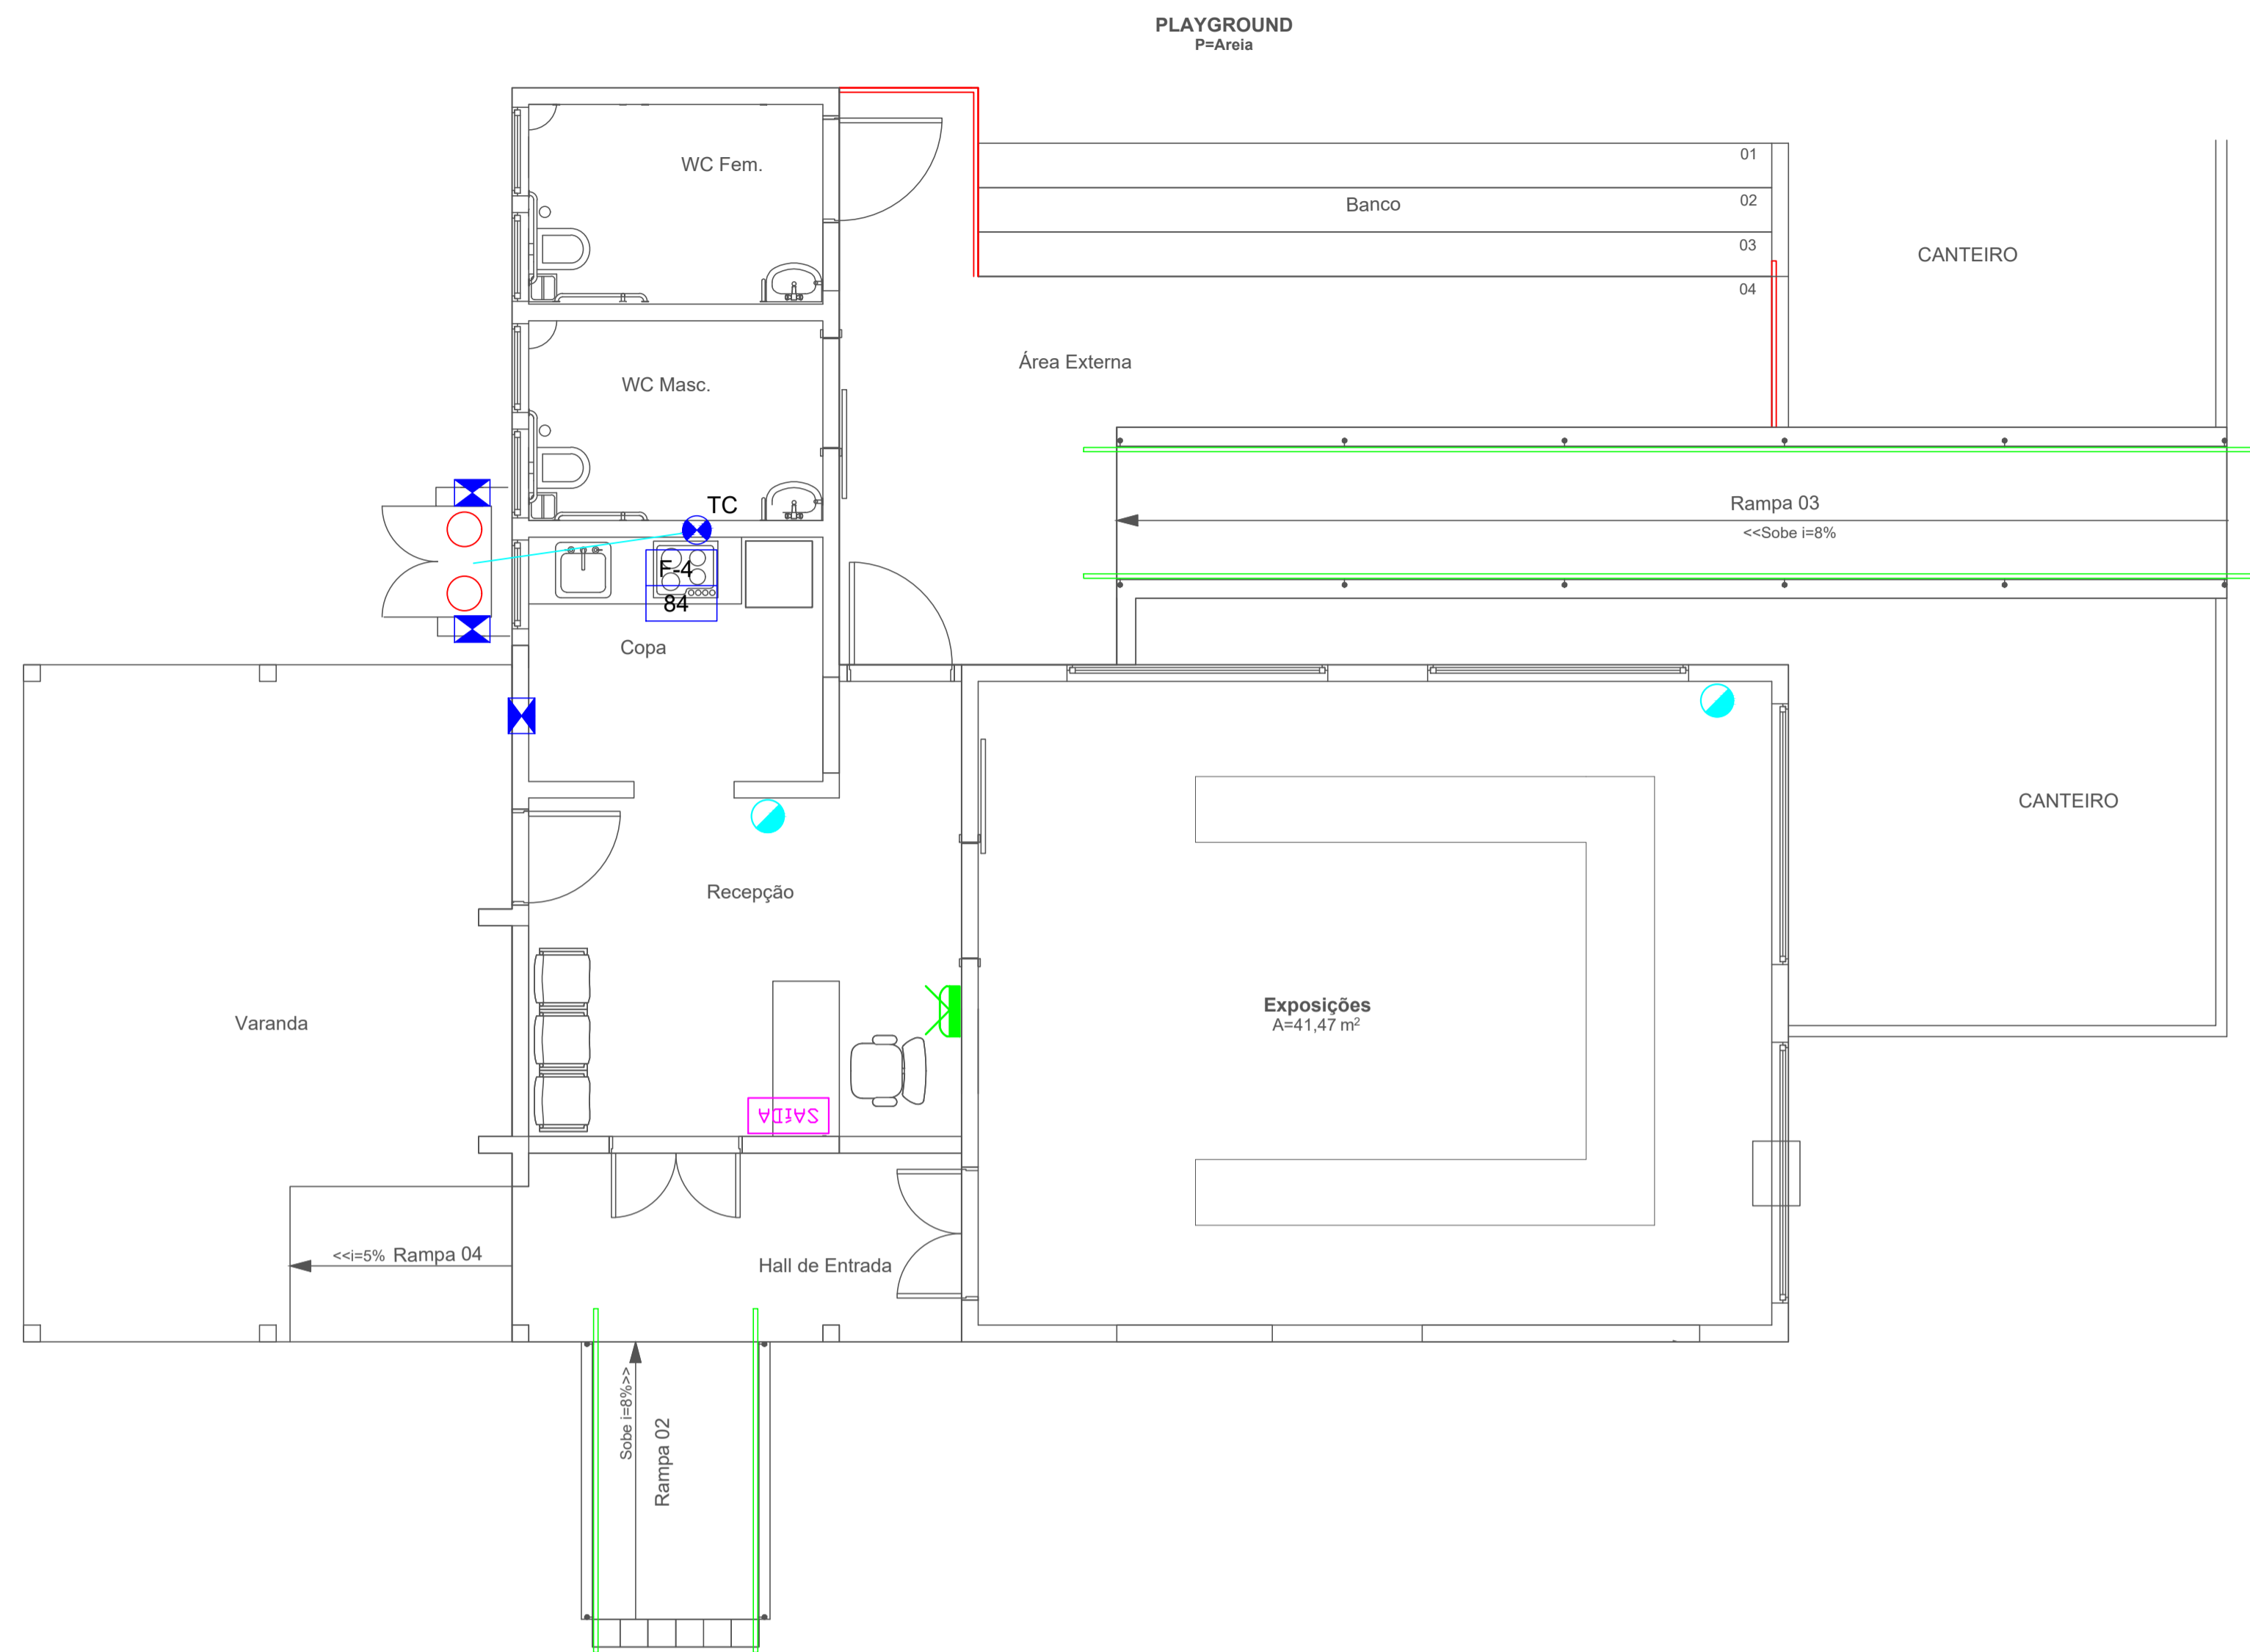 PLAYGROUND
P=Areia
WC Fem.
01
02
Banco
03
CANTEIRO
04
Área Externa
WC Masc.
TC
Rampa 03
<<Sobe i=8%
F-4
84
Copa
CANTEIRO
Recepção
Exposições
A=41,47 m²
Varanda
SAÍDA
<<i=5% Rampa 04
Hall de Entrada
Sobe i=8%>>
Rampa 02